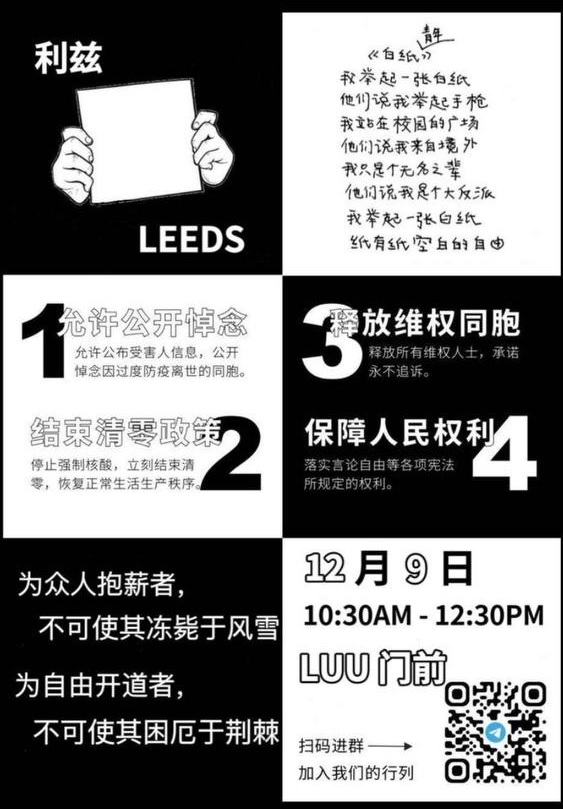 利兹
LEEDS
青年
《白纸》
我举起一张白纸
他们说我举起手枪
我站在校园的广场
他们说我来自境外
我只是个无名之辈
他们说我是个大反派
我举起一张白纸
纸有纸空白的自由
1
允许公开悼念
允许公布受害人信息，公开
悼念因过度防疫离世的同胞。
结束清零政策
2
停止强制核酸，立刻结束清
零，恢复正常生活生产秩序。
3
释放维权同胞
释放所有维权人士，承诺
永不追诉。
保障人民权利
4
落实言论自由等各项宪法
所规定的权利。
为众人抱薪者，
不可使其冻毙于风雪
为自由开道者，
不可使其困厄于荆棘
12月9日
10:30AM - 12:30PM
LUU 门前
扫码进群
加入我们的行列